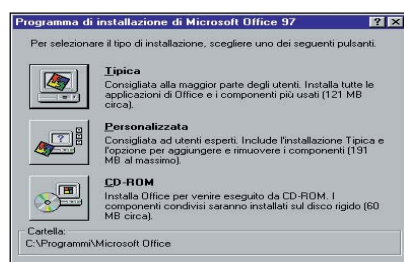 Programma di installazione di Microsoft Office 97
Per selezionare il tipo di installazione, scegliere uno dei seguenti pulsanti.
Tipica
Consigliata alla maggior parte degli utenti. Installa tutte le
applicazioni di Office e i componenti più usati (121 MB
circa).
Personalizzata
Consigliata ad utenti esperti. Include l'installazione Tipica e
l'opzione per aggiungere e rimuovere i componenti (191
MB al massimo).
CD-ROM
Installa Office per venire eseguito da CD-ROM. I
componenti condivisi saranno installati sul disco rigido (60
MB circa).
Cartella:
C:\Programmi\Microsoft Office